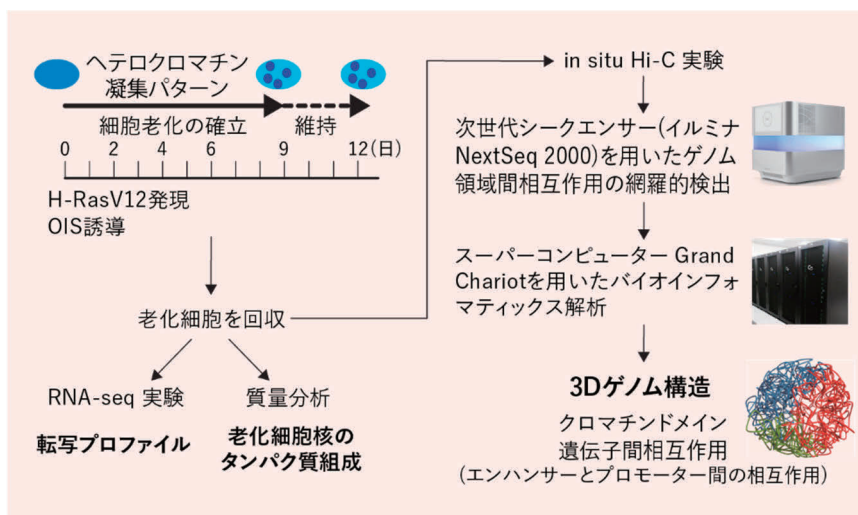 ヘテロクロマチン
凝集パターン
細胞老化の確立
維持
0 2 4 6 9 12(日)
H-RasV12発現
OIS誘導
老化細胞を回収
RNA-seq 実験
転写プロファイル
質量分析
老化細胞核の
タンパク質組成
in situ Hi-C 実験
次世代シークエンサー(イルミナ
NextSeq 2000)を用いたゲノム
領域間相互作用の網羅的検出
スーパーコンピューター Grand
Chariotを用いたバイオインフォ
マティックス解析
3Dゲノム構造
クロマチンドメイン
遺伝子間相互作用
(エンハンサーとプロモーター間の相互作用)